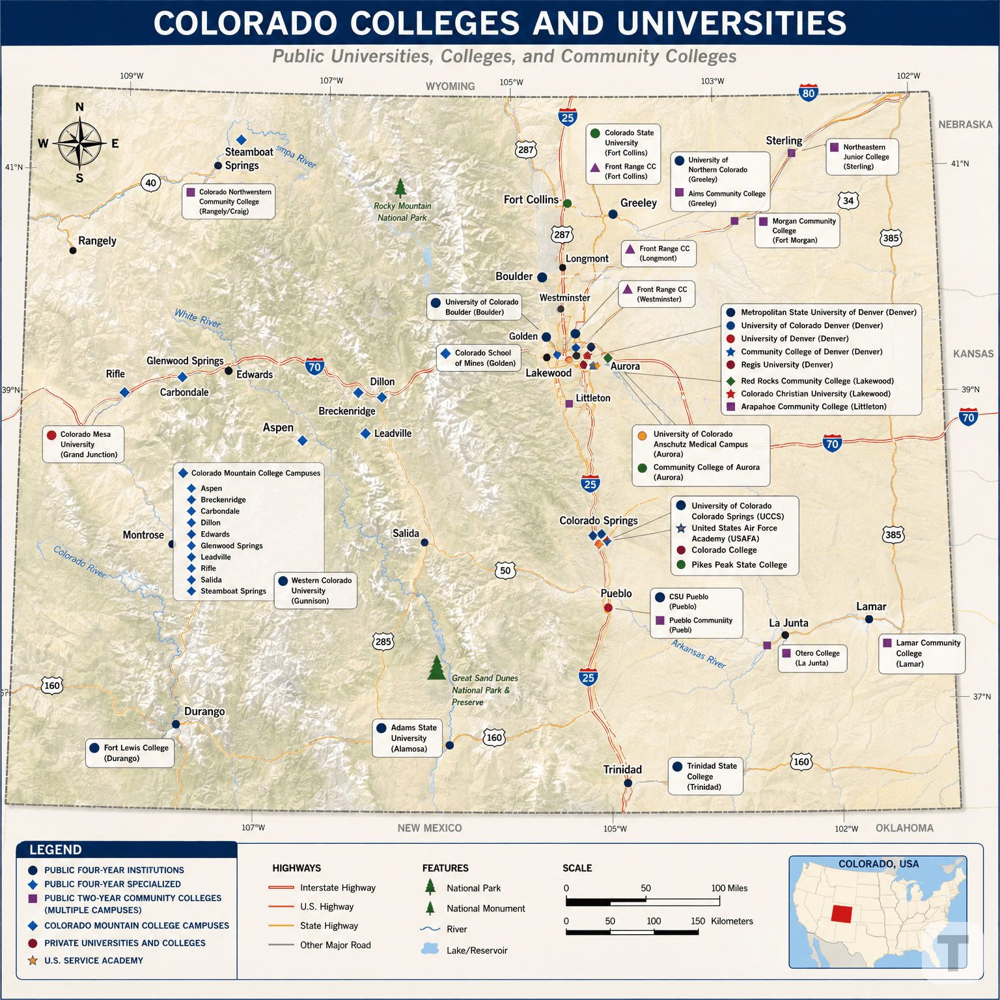 COLORADO COLLEGES AND UNIVERSITIES
Public Universities, Colleges, and Community Colleges
109°W
107°W
WYOMING
105°W
103°W
102°W
80
25
NEBRASKA
N
W E
S
41°N
41°N
Steamboat
Springs
40
Colorado Northwerstern
Community College
(Rangely/Craig)
Rangely
Rocky Mountain
National Park
287
Colorado State
University
(Fort Collins)
Front Range CC
(Fort Collins)
University of
Northern Colorado
(Greeley)
Aims Community College
(Greeley)
Sterling
Northeastern
Junior College
(Sterling)
34
Fort Collins
Greeley
Morgan Community
College
(Fort Morgan)
385
287
Front Range CC
(Longmont)
Longmont
Boulder
Westminster
Front Range CC
(Westminster)
University of Colorado
Boulder (Boulder)
Golden
Colorado School
of Mines (Golden)
Lakewood
Aurora
Littleton
Metropolitan State University of Denver (Denver)
University of Colorado Denver (Denver)
University of Denver (Denver)
Community College of Denver (Denver)
Regis University (Denver)
Red Rocks Community College (Lakewood)
Colorado Christian University (Lakewood)
Arapahoe Community College (Littleton)
KANSAS
39°N
39°N
White River
Glenwood Springs
Rifle
Carbondale
Edwards
70
Dillon
Breckenridge
Aspen
Leadville
70
70
Colorado Mesa
University
(Grand Junction)
University of Colorado
Anschutz Medical Campus
(Aurora)
Community College of Aurora
(Aurora)
25
Colorado Mountain College Campuses
Aspen
Breckenridge
Carbondale
Dillon
Edwards
Glenwood Springs
Leadville
Rifle
Salida
Steamboat Springs
Montrose
Colorado River
Western Colorado
University
(Gunnison)
Salida
50
Colorado Springs
University of Colorado
Colorado Springs (UCCS)
United States Air Force
Academy (USAFA)
Colorado College
Pikes Peak State College
385
Pueblo
CSU Pueblo
(Pueblo)
Pueblo Communiity
(Puebl)
Lamar
La Junta
Arkansas River
Otero College
(La Junta)
Lamar Community
College
(Lamar)
285
Great Sand Dunes
National Park &
Preserve
25
160
37°N
Durango
Fort Lewis College
(Durango)
Adams State
University
(Alamosa)
160
Trinidad
Trinidad State
College
(Trinidad)
160
107°W
NEW MEXICO
105°W
102°W
OKLAHOMA
LEGEND
PUBLIC FOUR-YEAR INSTITUTIONS
PUBLIC FOUR-YEAR SPECIALIZED
PUBLIC TWO-YEAR COMMUNITY COLLEGES
(MULTIPLE CAMPUSES)
COLORADO MOUNTAIN COLLEGE CAMPUSES
PRIVATE UNIVERSITIES AND COLLEGES
U.S. SERVICE ACADEMY
HIGHWAYS
Interstate Highway
U.S. Highway
State Highway
Other Major Road
FEATURES
National Park
National Monument
River
Lake/Reservoir
SCALE
0 50 100 Miles
0 50 100 150 Kilometers
COLORADO, USA
T